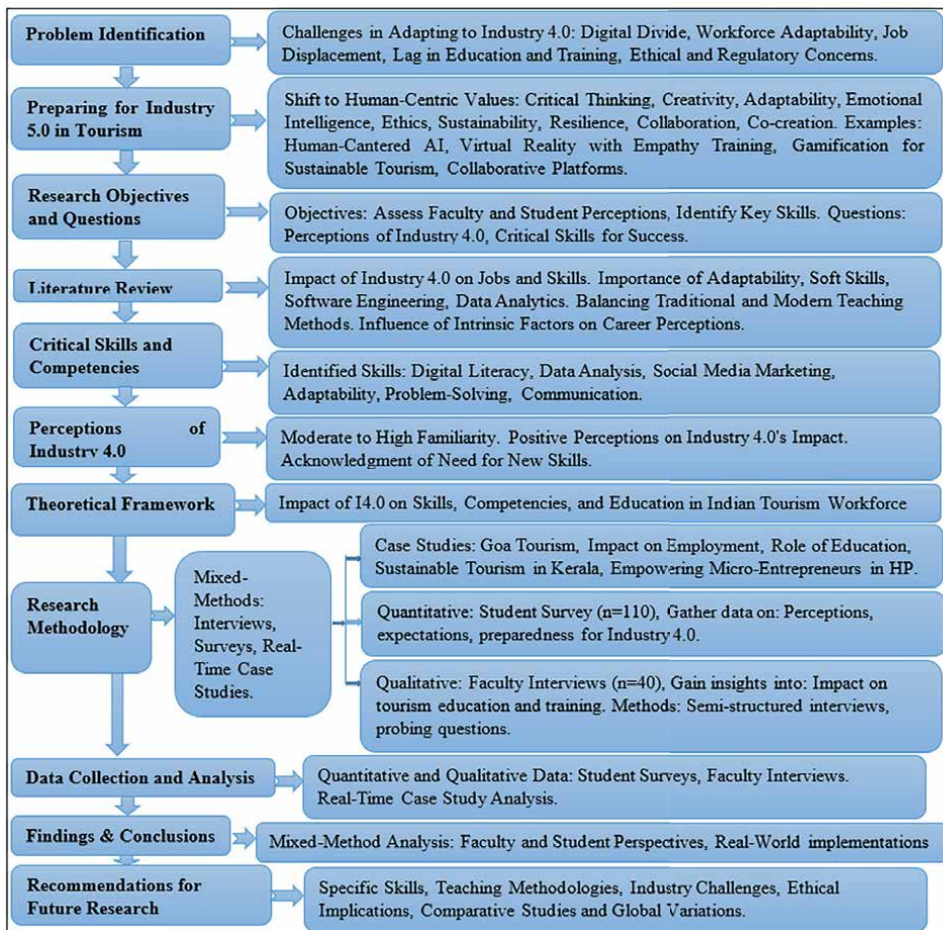 Problem Identification
Challenges in Adapting to Industry 4.0: Digital Divide, Workforce Adaptability, Job
Displacement, Lag in Education and Training, Ethical and Regulatory Concerns.
Preparing for Industry
5.0 in Tourism
Shift to Human-Centric Values: Critical Thinking, Creativity, Adaptability, Emotional
Intelligence, Ethics, Sustainability, Resilience, Collaboration, Co-creation. Examples:
Human-Cantered AI, Virtual Reality with Empathy Training, Gamification for
Sustainable Tourism, Collaborative Platforms.
Research Objectives
and Questions
Objectives: Assess Faculty and Student Perceptions, Identify Key Skills. Questions:
Perceptions of Industry 4.0, Critical Skills for Success.
Literature Review
Impact of Industry 4.0 on Jobs and Skills. Importance of Adaptability, Soft Skills,
Software Engineering, Data Analytics. Balancing Traditional and Modern Teaching
Methods. Influence of Intrinsic Factors on Career Perceptions.
Critical Skills and
Competencies
Identified Skills: Digital Literacy, Data Analysis, Social Media Marketing,
Adaptability, Problem-Solving, Communication.
Perceptions of
Industry 4.0
Moderate to High Familiarity. Positive Perceptions on Industry 4.0's Impact.
Acknowledgment of Need for New Skills.
Theoretical Framework
Impact of I4.0 on Skills, Competencies, and Education in Indian Tourism Workforce
Research
Methodology
Mixed-
Methods:
Interviews,
Surveys, Real-
Time Case
Studies.
Case Studies: Goa Tourism, Impact on Employment, Role of Education,
Sustainable Tourism in Kerala, Empowering Micro-Entrepreneurs in HP.
Quantitative: Student Survey (n=110), Gather data on: Perceptions,
expectations, preparedness for Industry 4.0.
Qualitative: Faculty Interviews (n=40), Gain insights into: Impact on
tourism education and training. Methods: Semi-structured interviews,
probing questions.
Data Collection and Analysis
Quantitative and Qualitative Data: Student Surveys, Faculty Interviews.
Real-Time Case Study Analysis.
Findings & Conclusions
Mixed-Method Analysis: Faculty and Student Perspectives, Real-World implementations
Recommendations for
Future Research
Specific Skills, Teaching Methodologies, Industry Challenges, Ethical
Implications, Comparative Studies and Global Variations.